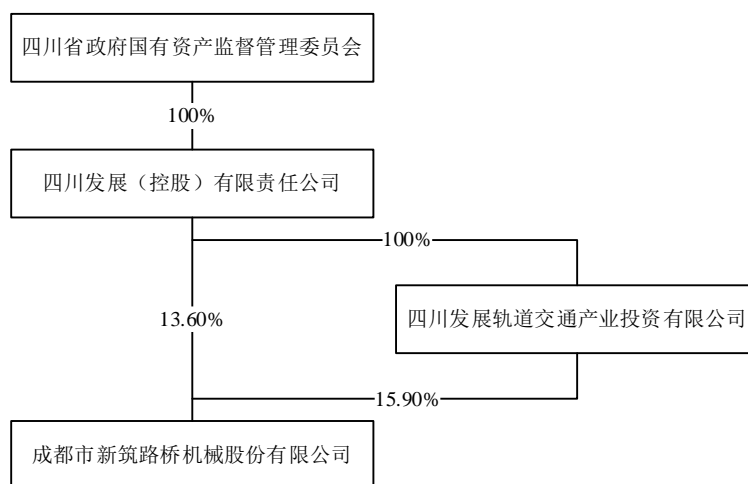 四川省政府国有资产监督管理委员会
100%
四川发展（控股）有限责任公司
100%
13.60%
四川发展轨道交通产业投资有限公司
15.90%
成都市新筑路桥机械股份有限公司